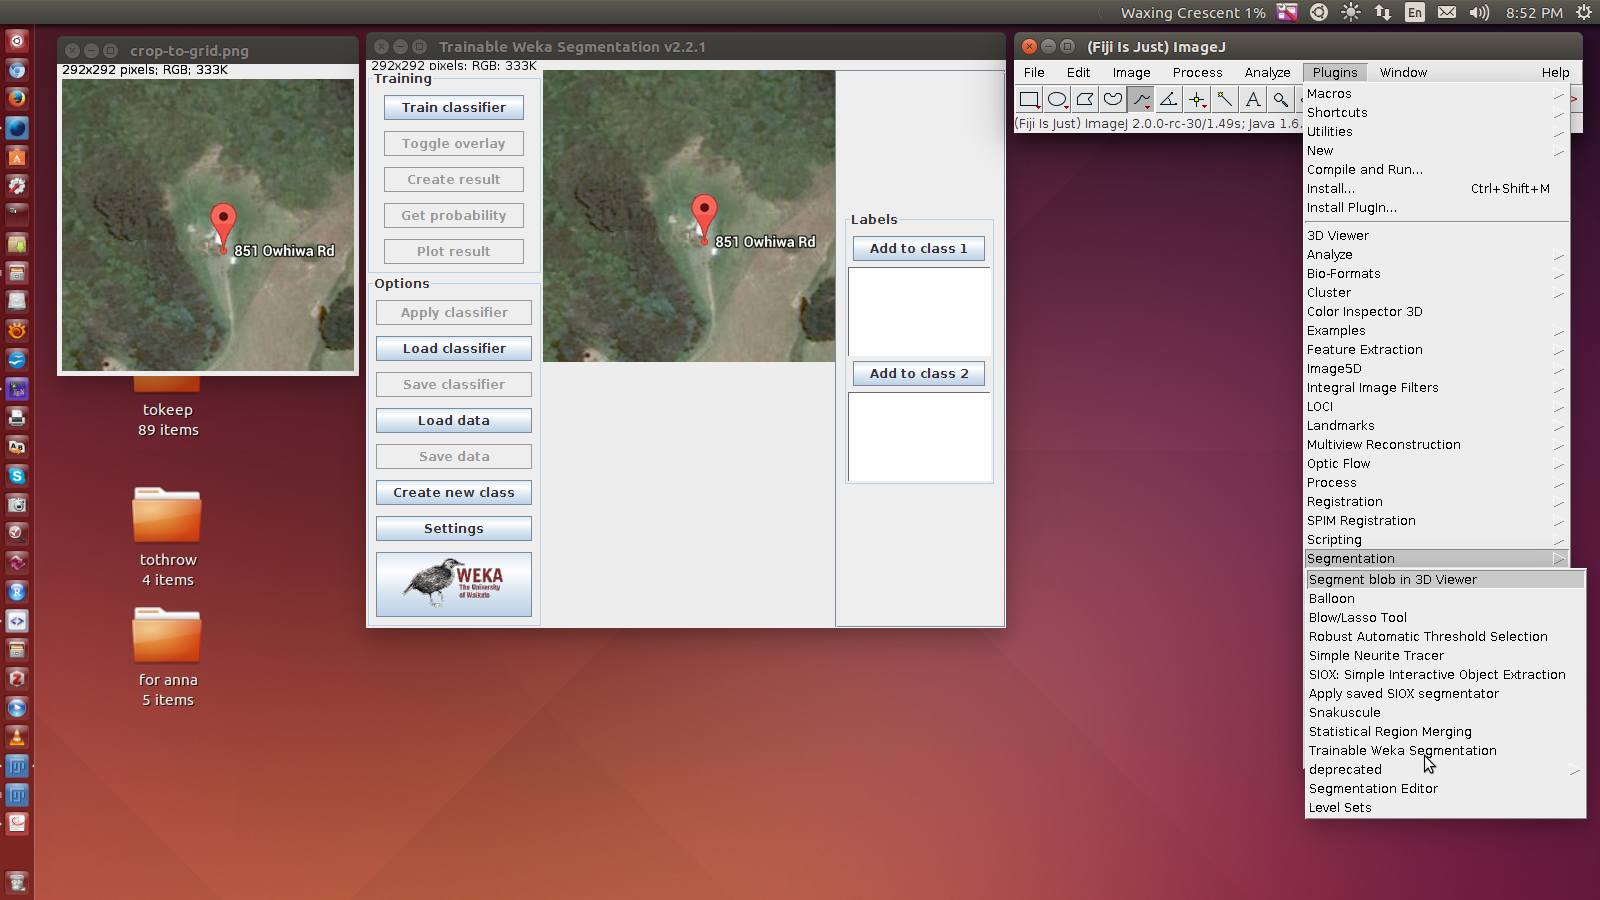 Waxing Crescent 1%
En
8:52 PM
crop-to-grid.png
292x292 pixels; RGB; 333K
851 Owhiwa Rd
tokeep
89 items
tothrow
4 items
for anna
5 items
Trainable Weka Segmentation v2.2.1
292x292 pixels; RGB; 333K
Training
Train classifier
Toggle overlay
Create result
Get probability
Plot result
Options
Apply classifier
Load classifier
Save classifier
Load data
Save data
Create new class
Settings
WEKA
The University
of Waikato
851 Owhiwa Rd
Labels
Add to class 1
Add to class 2
(Fiji Is Just) ImageJ
File Edit Image Process Analyze Plugins Window Help
(Fiji Is Just) ImageJ 2.0.0-rc-30/1.49s; Java 1.6.
Macros
Shortcuts
Utilities
New
Compile and Run...
Install... Ctrl+Shift+M
Install PlugIn...
3D Viewer
Analyze
Bio-Formats
Cluster
Color Inspector 3D
Examples
Feature Extraction
Image5D
Integral Image Filters
LOCI
Landmarks
Multiview Reconstruction
Optic Flow
Process
Registration
SPIM Registration
Scripting
Segmentation
Segment blob in 3D Viewer
Balloon
Blow/Lasso Tool
Robust Automatic Threshold Selection
Simple Neurite Tracer
SIOX: Simple Interactive Object Extraction
Apply saved SIOX segmentator
Snakuscule
Statistical Region Merging
Trainable Weka Segmentation
deprecated
Segmentation Editor
Level Sets